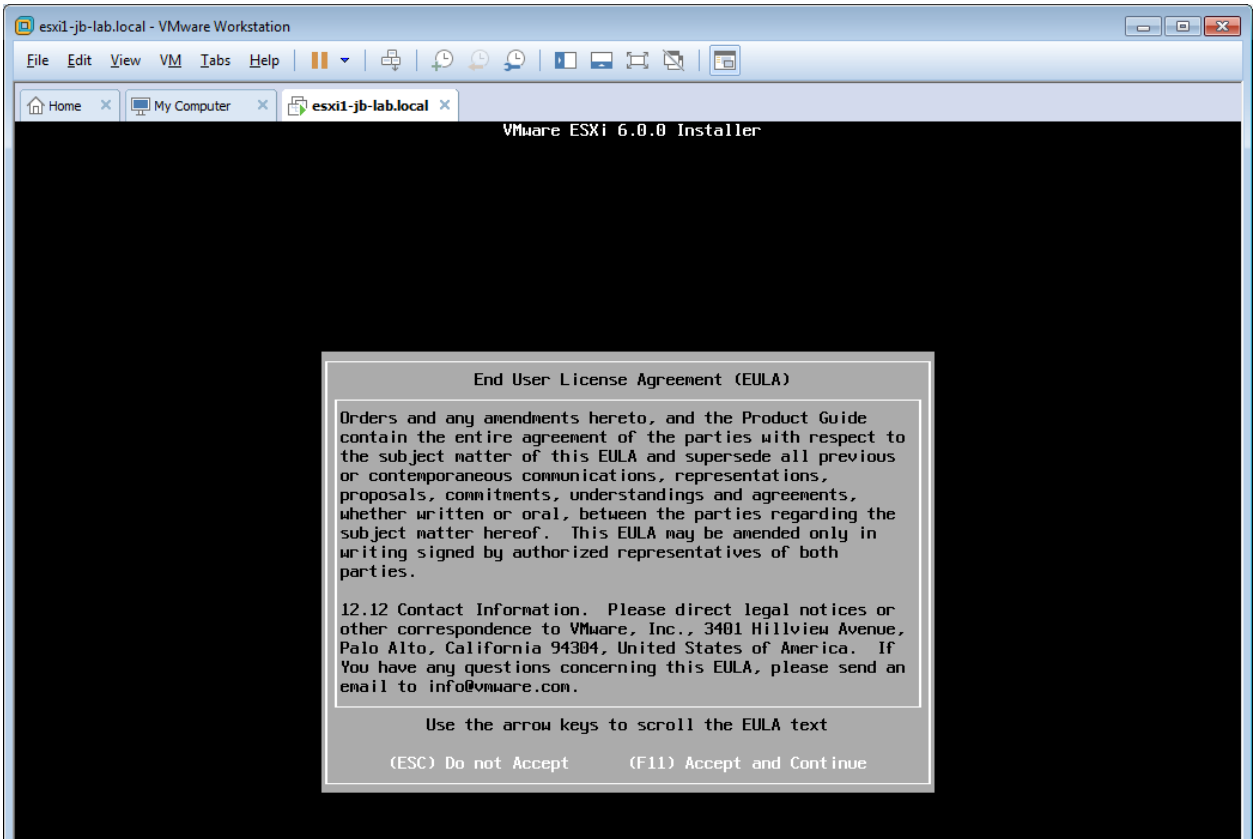 esxi1-jb-lab.local - VMware Workstation
File Edit View VM Tabs Help
Home My Computer esxi1-jb-lab.local
VMware ESXi 6.0.0 Installer
End User License Agreement (EULA)
Orders and any amendments hereto, and the Product Guide
contain the entire agreement of the parties with respect to
the subject matter of this EULA and supersede all previous
or contemporaneous communications, representations,
proposals, commitments, understandings and agreements,
whether written or oral, between the parties regarding the
subject matter hereof.  This EULA may be amended only in
writing signed by authorized representatives of both
parties.
12.12 Contact Information.  Please direct legal notices or
other correspondence to VMware, Inc., 3401 Hillview Avenue,
Palo Alto, California 94304, United States of America.  If
You have any questions concerning this EULA, please send an
email to info@vmware.com.
Use the arrow keys to scroll the EULA text
(ESC) Do not Accept (F11) Accept and Continue